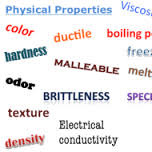 Physical Properties
Viscos
color
ductile
boiling po
hardness
freez
MALLEABLE
melt
odor
BRITTLENESS
SPEC
texture
Electrical
conductivity
density